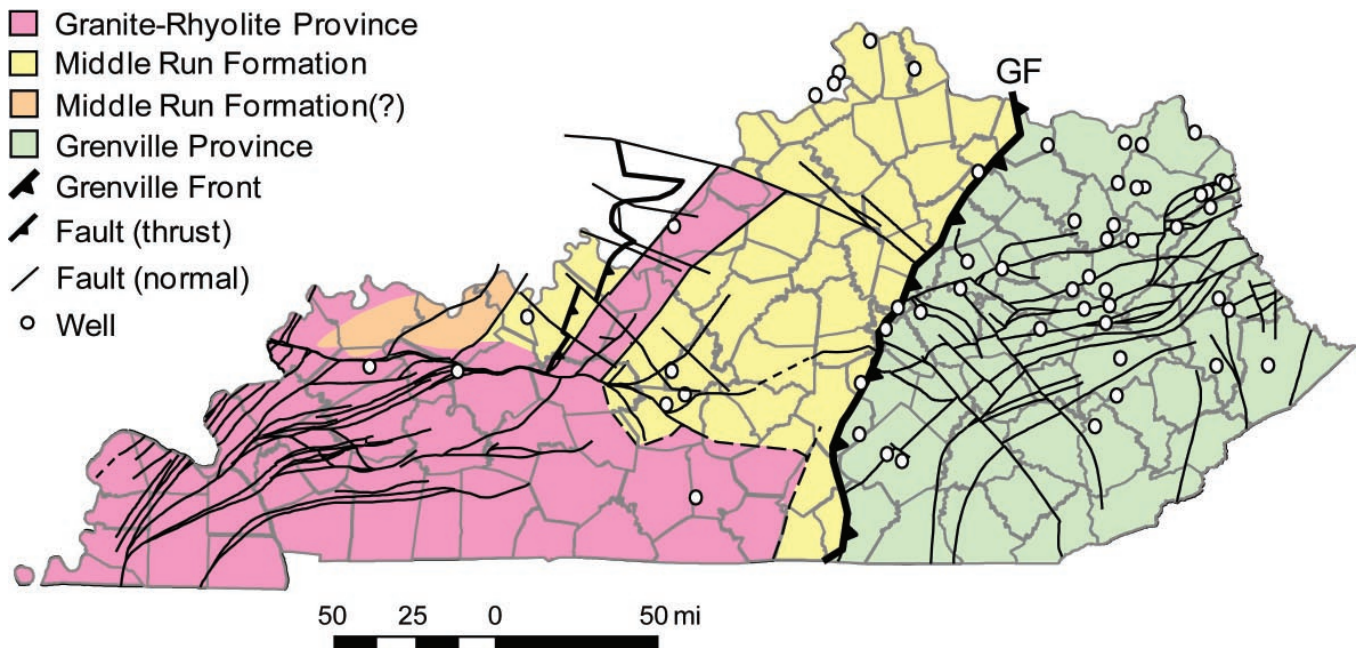 Granite-Rhyolite Province
Middle Run Formation
Middle Run Formation(?)
Grenville Province
Grenville Front
Fault (thrust)
Fault (normal)
Well
GF
50 25 0 50 mi